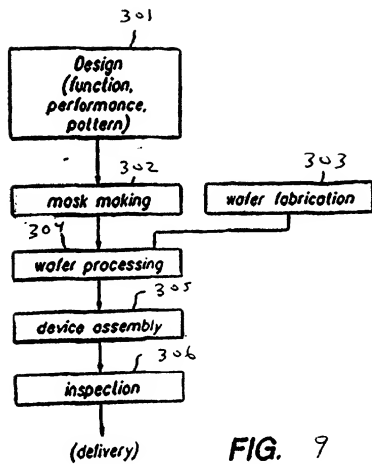 301
Design
(function,
performance,
pattern)
302
mask making
303
wafer fabrication
304
wafer processing
305
device assembly
306
inspection
(delivery)
FIG. 9